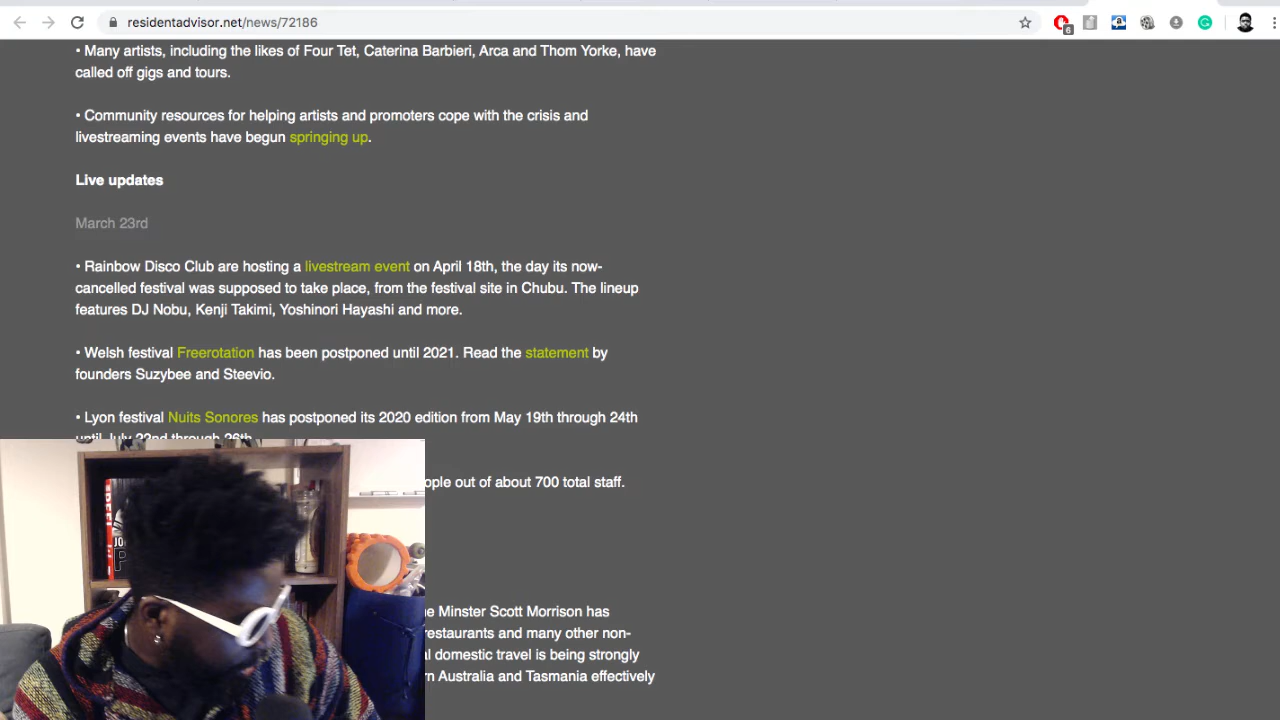 residentadvisor.net/news/72186
6
• Many artists, including the likes of Four Tet, Caterina Barbieri, Arca and Thom Yorke, have
called off gigs and tours.
• Community resources for helping artists and promoters cope with the crisis and
livestreaming events have begun springing up.
Live updates
March 23rd
• Rainbow Disco Club are hosting a livestream event on April 18th, the day its now-
cancelled festival was supposed to take place, from the festival site in Chubu. The lineup
features DJ Nobu, Kenji Takimi, Yoshinori Hayashi and more.
• Welsh festival Freerotation has been postponed until 2021. Read the statement by
founders Suzybee and Steevio.
• Lyon festival Nuits Sonores has postponed its 2020 edition from May 19th through 24th
until July 22nd through 26th.
out of about 700 total staff.
Minster Scott Morrison has
restaurants and many other non-
domestic travel is being strongly
Australia and Tasmania effectively